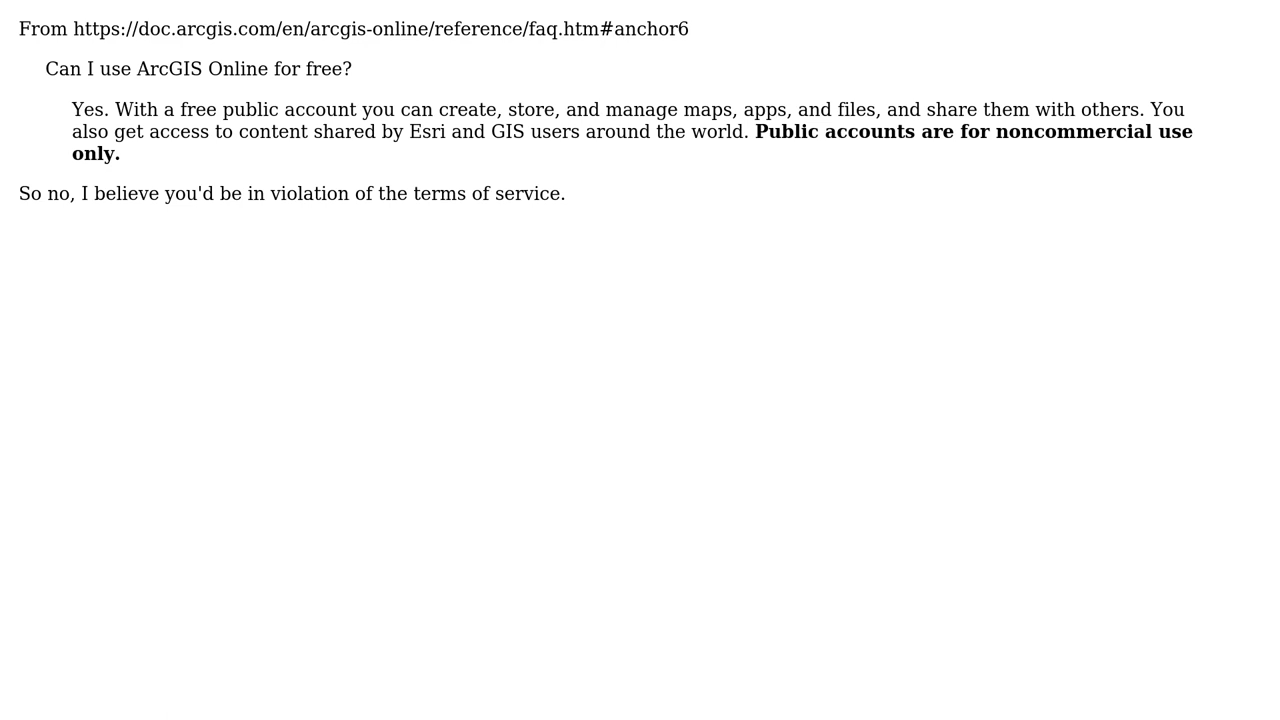 From https://doc.arcgis.com/en/arcgis-online/reference/faq.htm#anchor6
Can I use ArcGIS Online for free?
Yes. With a free public account you can create, store, and manage maps, apps, and files, and share them with others. You
also get access to content shared by Esri and GIS users around the world. Public accounts are for noncommercial use
only.
So no, I believe you'd be in violation of the terms of service.